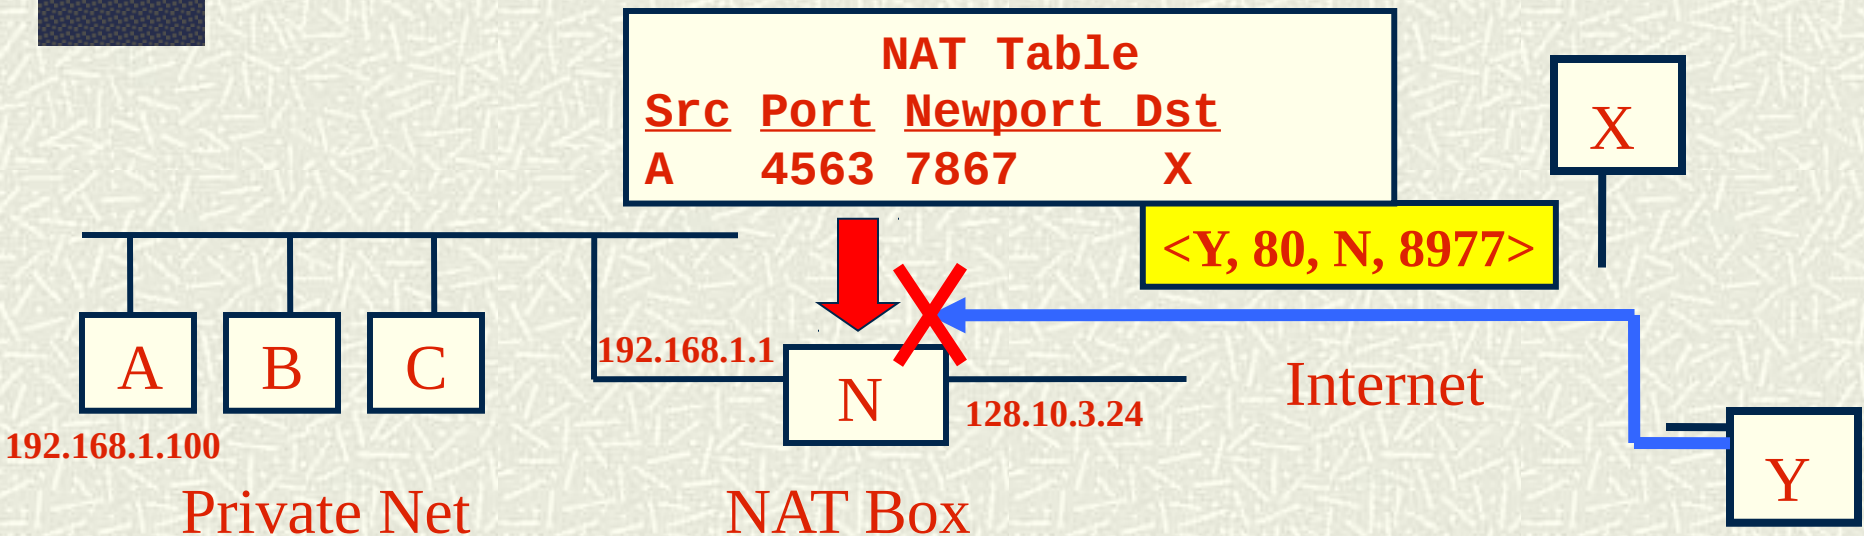 NAT Table
Src Port Newport Dst
A 4563 7867 X
X
<Y, 80, N, 8977>
A
B
C
192.168.1.1
N
192.168.1.100
128.10.3.24
Internet
Y
Private Net
NAT Box